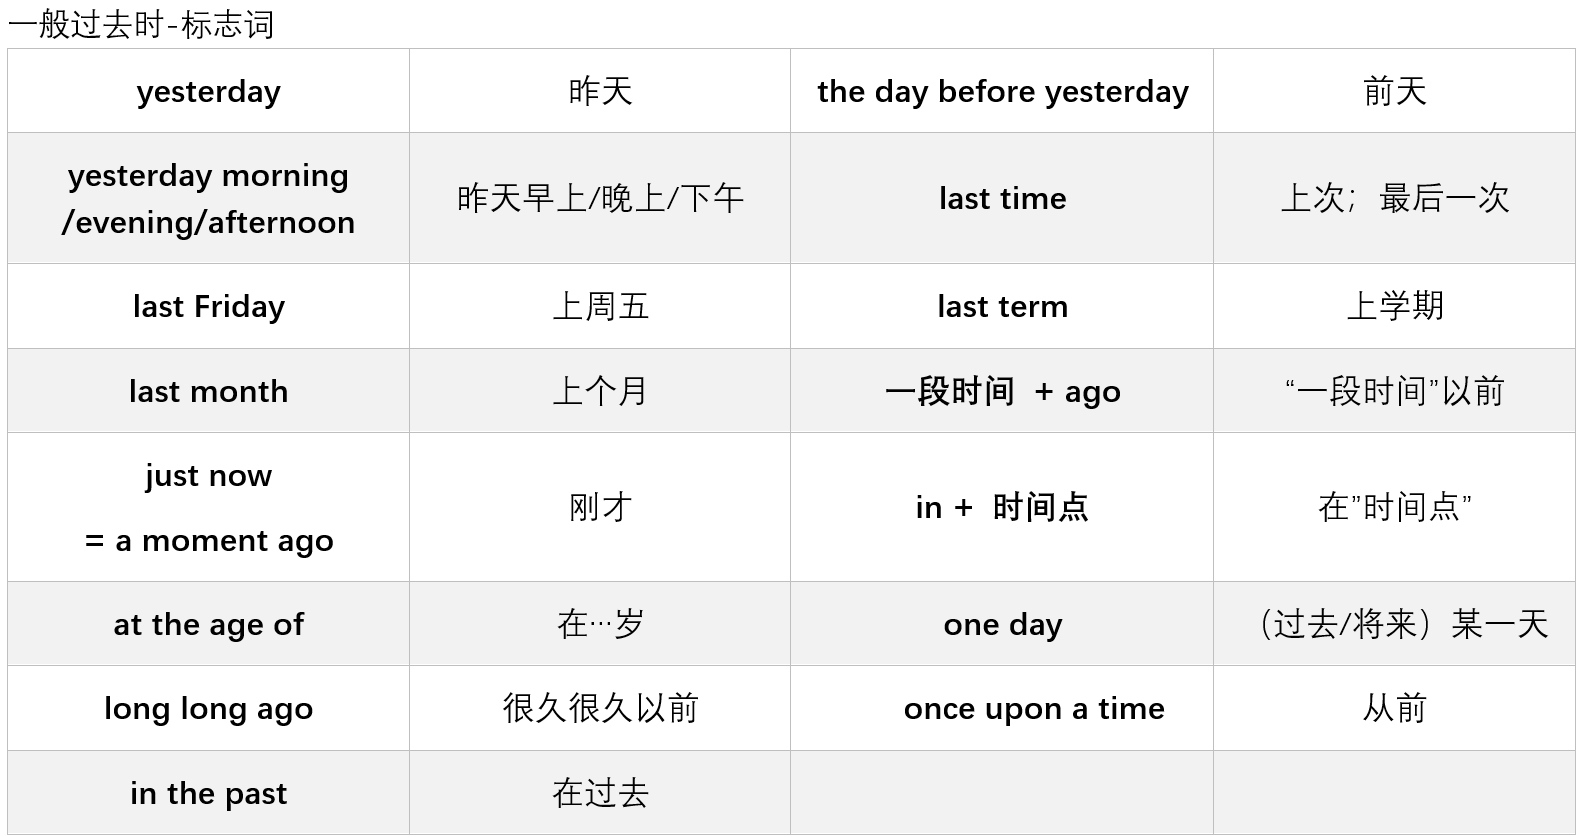 一般过去时-标志词
yesterday 昨天 the day before yesterday 前天
yesterday morning
/evening/afternoon 昨天早上/晚上/下午 last time 上次；最后一次
last Friday 上周五 last term 上学期
last month 上个月 一段时间 + ago “一段时间”以前
just now
= a moment ago 刚才 in + 时间点 在”时间点”
at the age of 在…岁 one day （过去/将来）某一天
long long ago 很久很久以前 once upon a time 从前
in the past 在过去